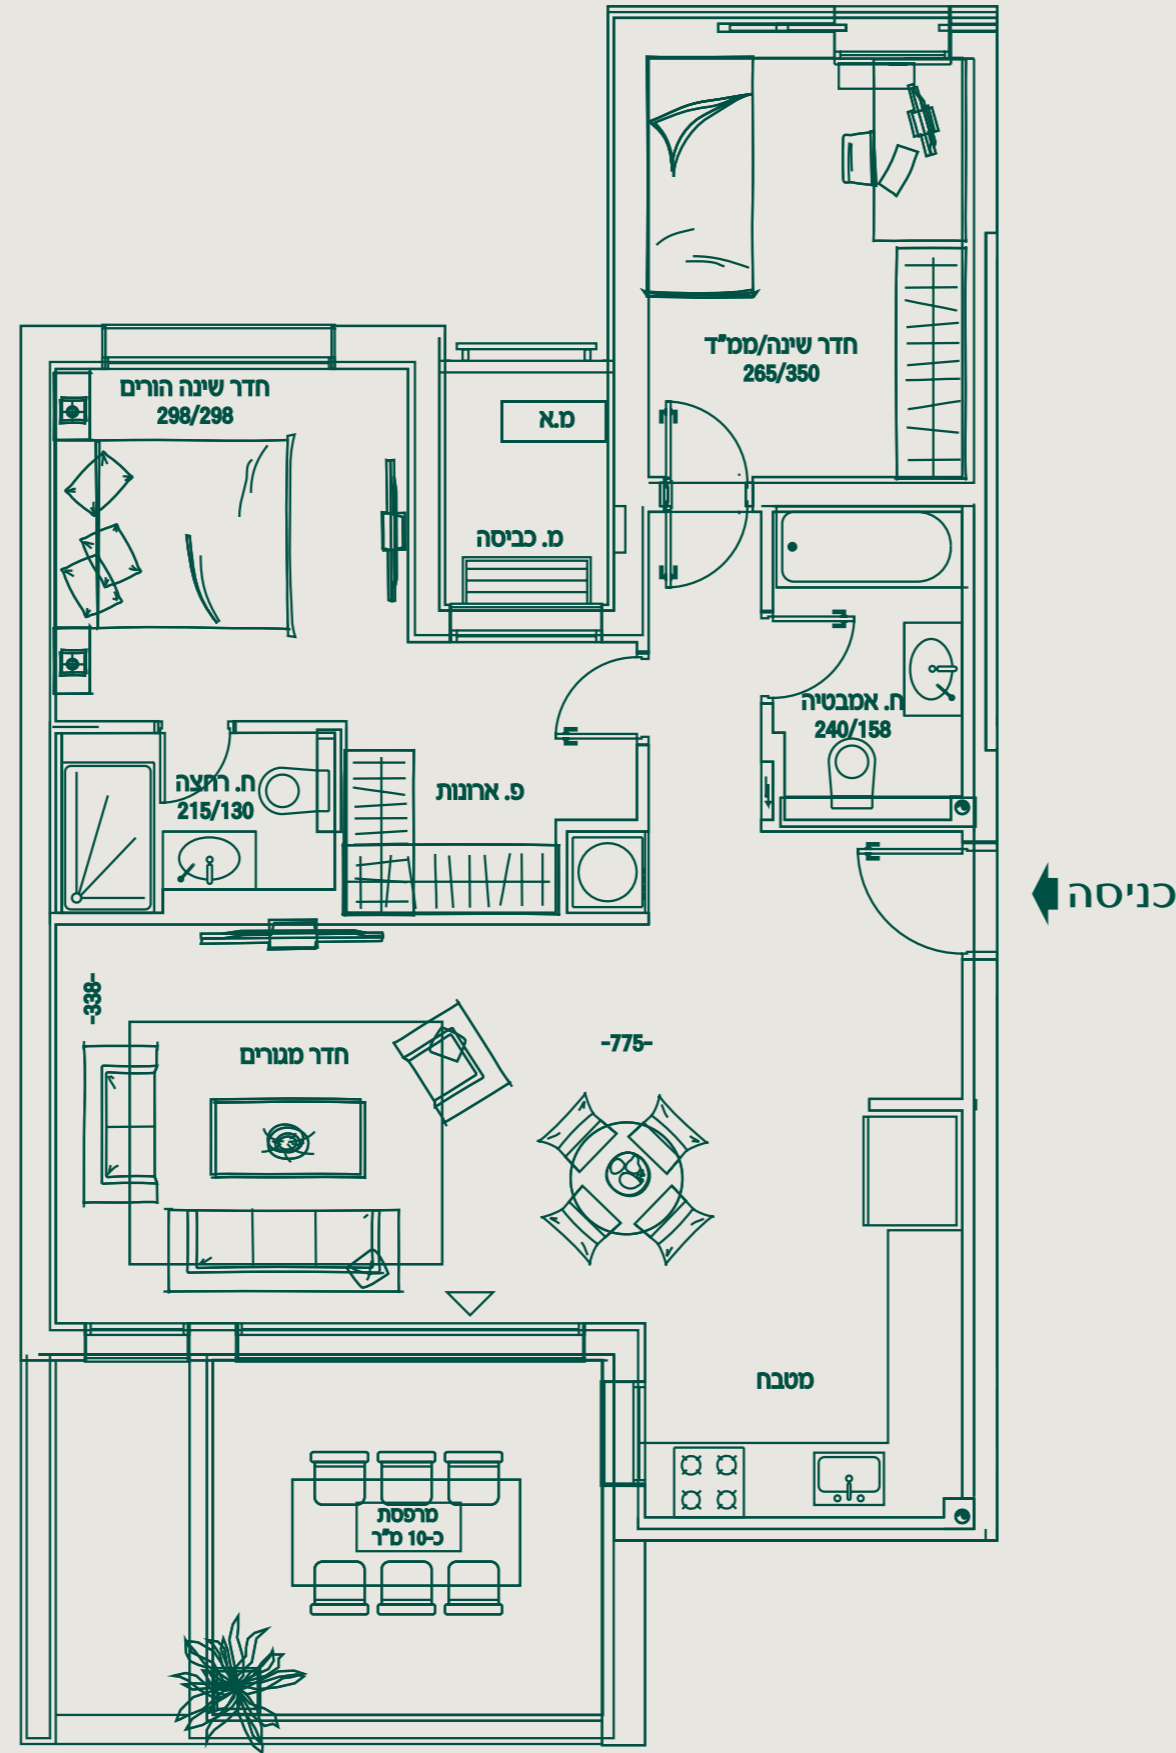 חדר שינה/ממ"ד
265/350
חדר שינה הורים
298/298
מ.א
מ. כביסה
ח. אמבטיה
240/158
ח. רחצה
215/130
פ. ארונות
כניסה
-338-
-775-
חדר מגורים
מטבח
מרפסת
כ-10 מ"ר